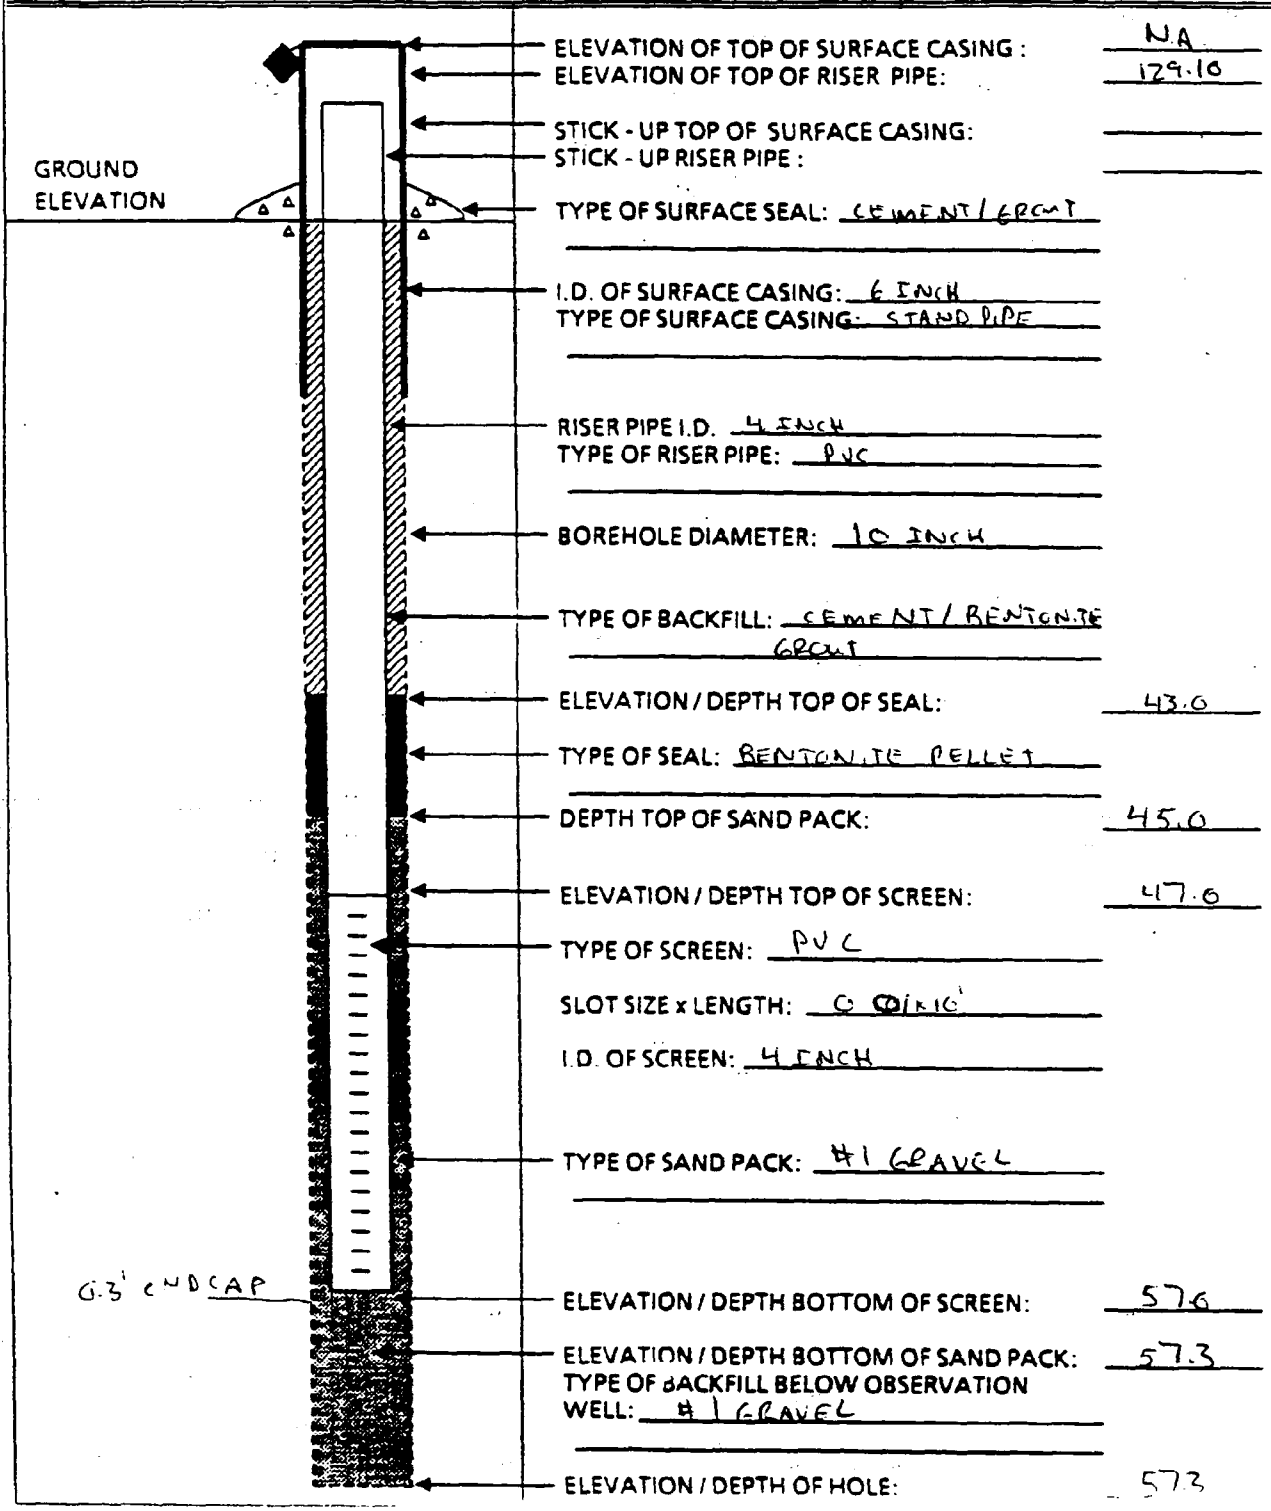 ELEVATION OF TOP OF SURFACE CASING : N.A.
ELEVATION OF TOP OF RISER PIPE: 129.10
STICK - UP TOP OF SURFACE CASING:
STICK - UP RISER PIPE :
GROUND
ELEVATION
TYPE OF SURFACE SEAL: CEMENT / GROUT
I.D. OF SURFACE CASING: 6 INCH
TYPE OF SURFACE CASING: STAND PIPE
RISER PIPE I.D. 4 INCH
TYPE OF RISER PIPE: PVC
BOREHOLE DIAMETER: 10 INCH
TYPE OF BACKFILL: CEMENT / BENTONITE
GROUT
ELEVATION / DEPTH TOP OF SEAL: 43.0
TYPE OF SEAL: BENTONITE PELLET
DEPTH TOP OF SAND PACK: 45.0
ELEVATION / DEPTH TOP OF SCREEN: 47.0
TYPE OF SCREEN: PVC
SLOT SIZE x LENGTH:
I.D. OF SCREEN: 4 INCH
TYPE OF SAND PACK: #1 GRAVEL
0.3' ENDCAP
ELEVATION / DEPTH BOTTOM OF SCREEN: 57.0
ELEVATION / DEPTH BOTTOM OF SAND PACK: 57.3
TYPE OF BACKFILL BELOW OBSERVATION
WELL: #1 GRAVEL
ELEVATION / DEPTH OF HOLE: 57.3